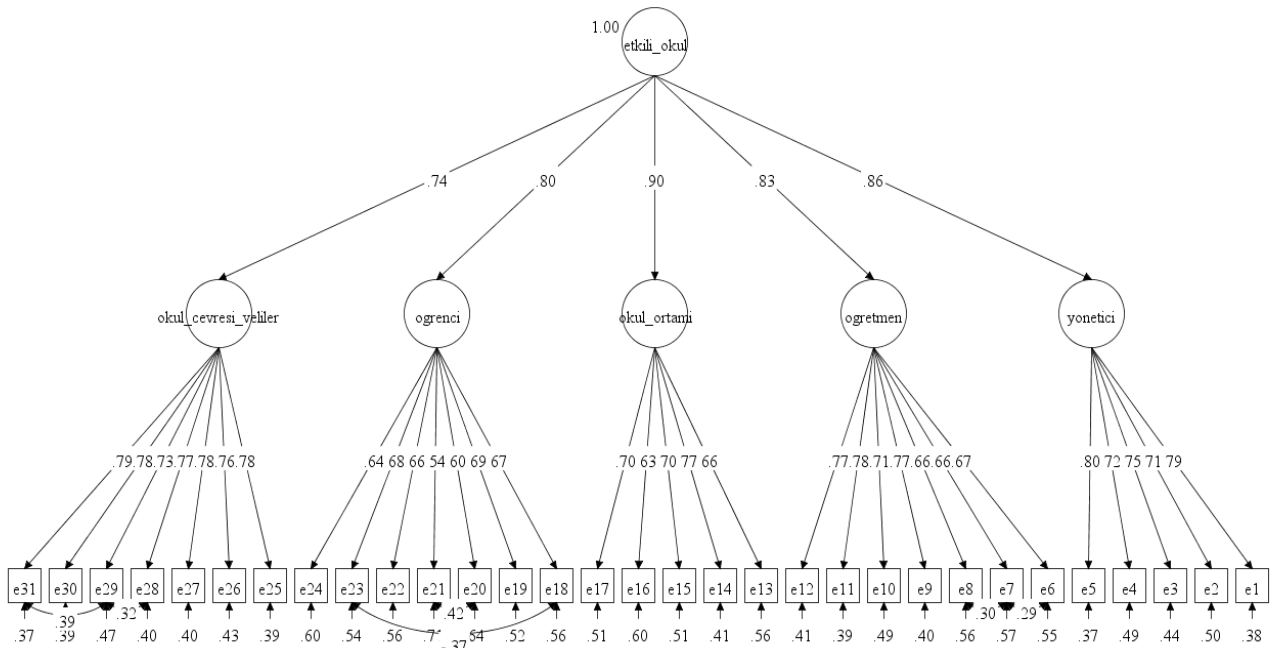 1.00
etkili_okul
.74 .80 .90 .83 .86
okul_cevresi_veliler ogrenci okul_ortami ogretmen yonetici
.79 .78 .73 .77 .78 .76 .78 .64 68 66 54 60 69 67 .70 63 70 77 66 .77 .78 .71 .77 .66 .66 .67 .80 72 75 71 79
e31 e30 e29 e28 e27 e26 e25 e24 e23 e22 e21 e20 e19 e18 e17 e16 e15 e14 e13 e12 e11 e10 e9 e8 e7 e6 e5 e4 e3 e2 e1
.39 .32 .42 .30 .29
.37 .39 .47 .40 .40 .43 .39 .60 .54 .56 .52 .56 .51 .60 .51 .41 .56 .41 .39 .49 .40 .56 .57 .55 .37 .49 .44 .50 .38